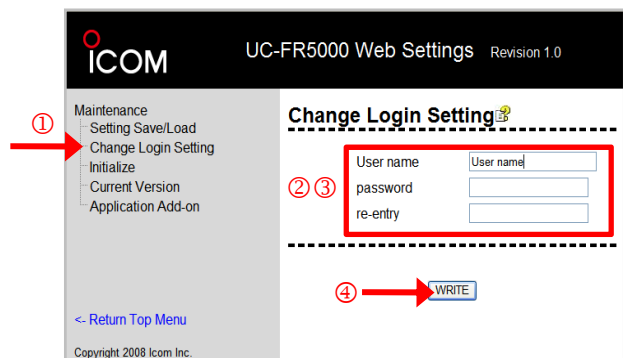 ICOM
UC-FR5000 Web Settings Revision 1.0
Maintenance
Setting Save/Load
Change Login Setting
Initialize
Current Version
Application Add-on
<- Return Top Menu
Copyright 2008 Icom Inc.
①
Change Login Setting
②③
User name User name
password
re-entry
④
WRITE